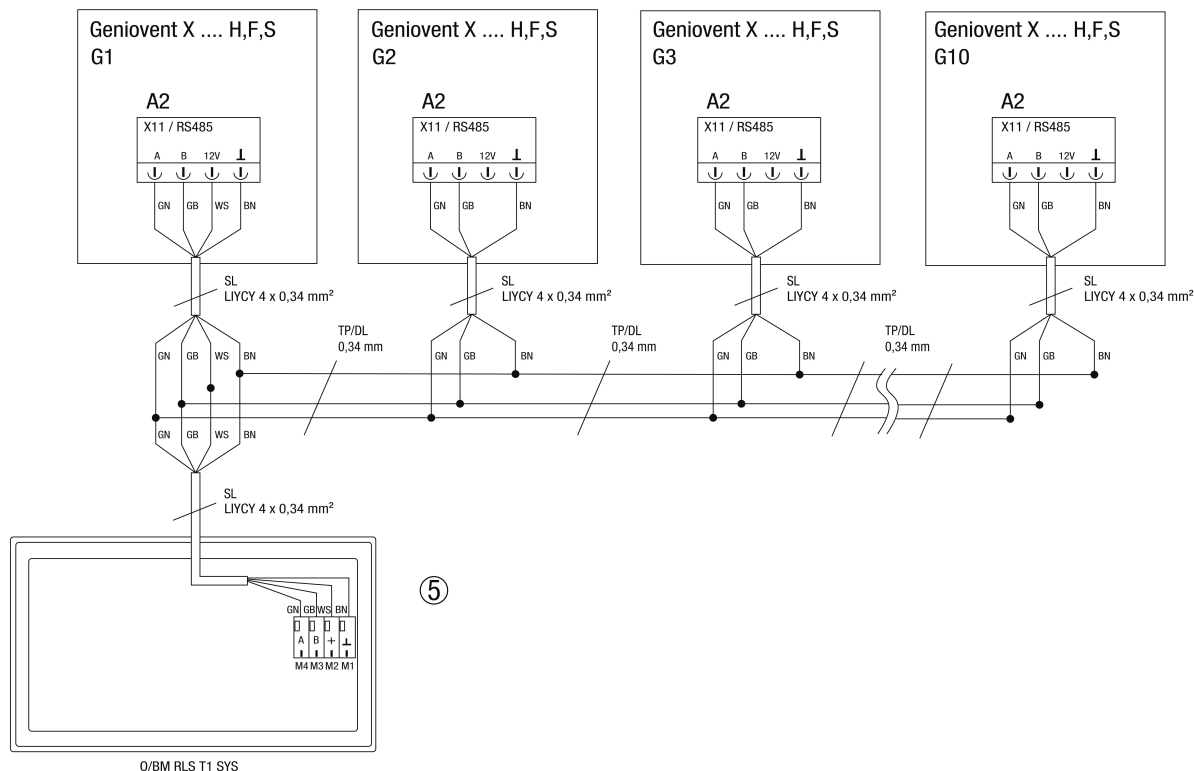 Geniovent X .... H,F,S
G1
A2
X11 / RS485
A B 12V ⊥
GN GB WS BN
SL
LIYCY 4 x 0,34 mm²
GN GB WS BN
GN GB WS BN
SL
LIYCY 4 x 0,34 mm²
Geniovent X .... H,F,S
G2
A2
X11 / RS485
A B 12V ⊥
GN GB BN
SL
LIYCY 4 x 0,34 mm²
TP/DL
0,34 mm
GN GB BN
Geniovent X .... H,F,S
G3
A2
X11 / RS485
A B 12V ⊥
GN GB BN
SL
LIYCY 4 x 0,34 mm²
TP/DL
0,34 mm
GN GB BN
Geniovent X .... H,F,S
G10
A2
X11 / RS485
A B 12V ⊥
GN GB BN
SL
LIYCY 4 x 0,34 mm²
TP/DL
0,34 mm
GN GB BN
⑤
GN GB WS BN
A B + ⊥
M4 M3 M2 M1
O/BM RLS T1 SYS